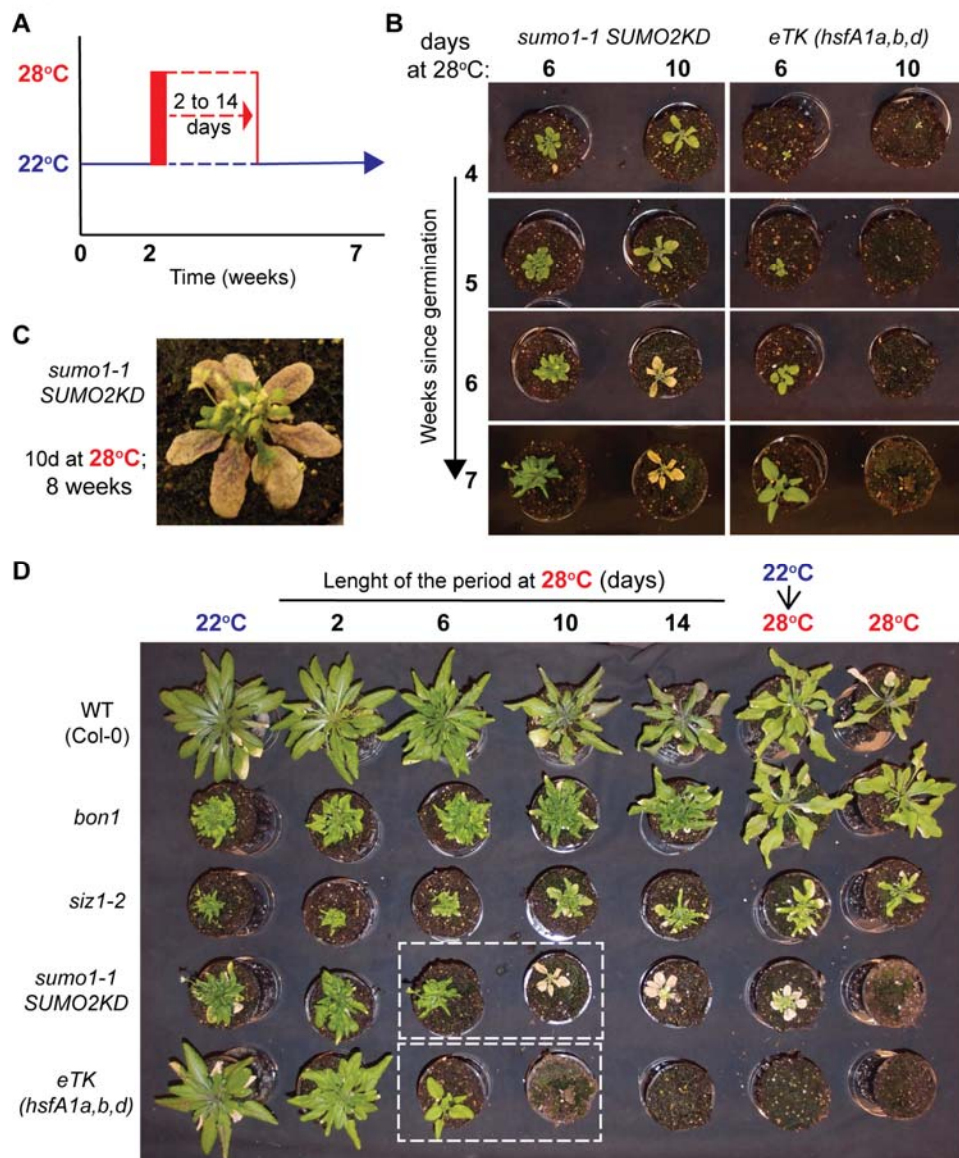 A
28°C
22°C
2 to 14
days
0
2
7
Time (weeks)
B
days
at 28°C:
sumo1-1 SUMO2KD
eTK (hsfA1a,b,d)
6
10
6
10
Weeks since germination
4
5
6
7
C
sumo1-1
SUMO2KD
10d at 28°C;
8 weeks
D
Lenght of the period at 28°C (days)
22°C
22°C
2
6
10
14
28°C
28°C
WT
(Col-0)
bon1
siz1-2
sumo1-1
SUMO2KD
eTK
(hsfA1a,b,d)